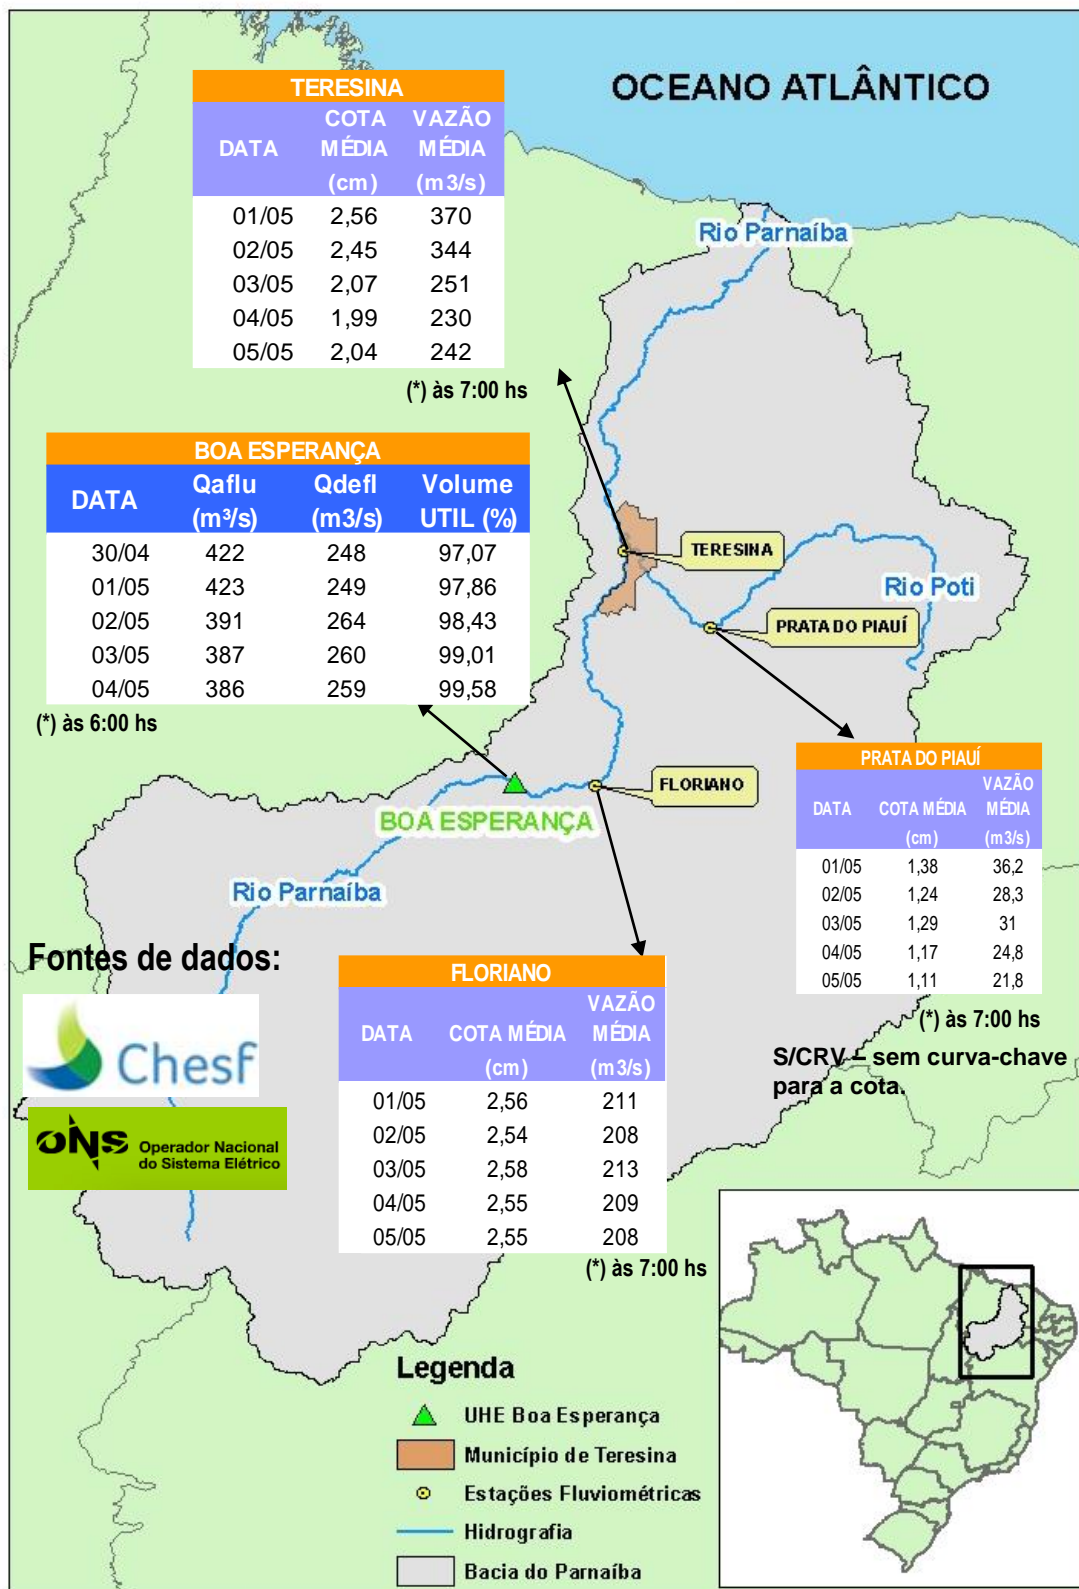 OCEANO ATLÂNTICO
TERESINA
DATA COTA MÉDIA (cm) VAZÃO MÉDIA (m3/s)
01/05 2,56 370
02/05 2,45 344
03/05 2,07 251
04/05 1,99 230
05/05 2,04 242
(*) às 7:00 hs
Rio Parnaíba
BOA ESPERANÇA
DATA Qaflu (m³/s) Qdefl (m3/s) Volume UTIL (%)
30/04 422 248 97,07
01/05 423 249 97,86
02/05 391 264 98,43
03/05 387 260 99,01
04/05 386 259 99,58
(*) às 6:00 hs
TERESINA
Rio Poti
PRATA DO PIAUÍ
FLORIANO
BOA ESPERANÇA
Rio Parnaíba
PRATA DO PIAUÍ
DATA COTA MÉDIA (cm) VAZÃO MÉDIA (m3/s)
01/05 1,38 36,2
02/05 1,24 28,3
03/05 1,29 31
04/05 1,17 24,8
05/05 1,11 21,8
(*) às 7:00 hs
S/CRV – sem curva-chave
para a cota.
Fontes de dados:
Chesf
ONS Operador Nacional
do Sistema Elétrico
FLORIANO
DATA COTA MÉDIA (cm) VAZÃO MÉDIA (m3/s)
01/05 2,56 211
02/05 2,54 208
03/05 2,58 213
04/05 2,55 209
05/05 2,55 208
(*) às 7:00 hs
Legenda
UHE Boa Esperança
Município de Teresina
Estações Fluviométricas
Hidrografia
Bacia do Parnaíba